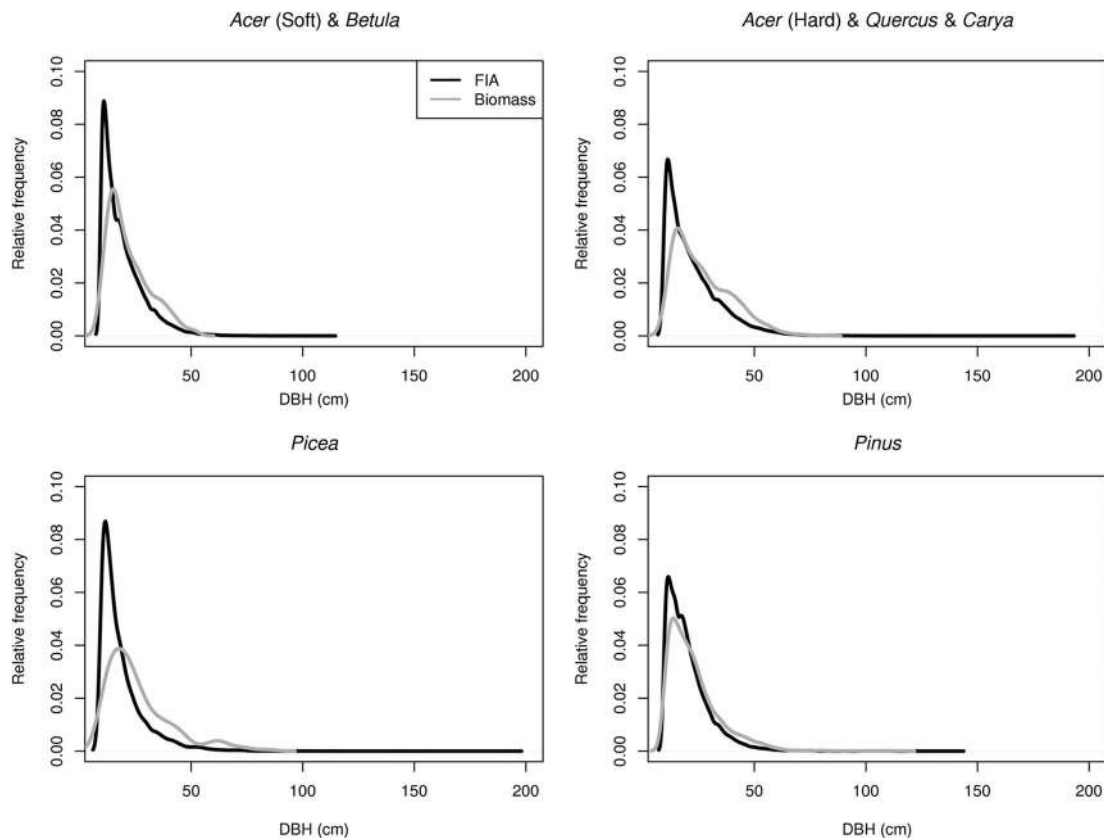 Acer (Soft) & Betula
Relative frequency
0.00 0.02 0.04 0.06 0.08 0.10
FIA
Biomass
50 100 150 200
DBH (cm)
Acer (Hard) & Quercus & Carya
Relative frequency
0.00 0.02 0.04 0.06 0.08 0.10
50 100 150 200
DBH (cm)
Picea
Relative frequency
0.00 0.02 0.04 0.06 0.08 0.10
50 100 150 200
DBH (cm)
Pinus
Relative frequency
0.00 0.02 0.04 0.06 0.08 0.10
50 100 150 200
DBH (cm)